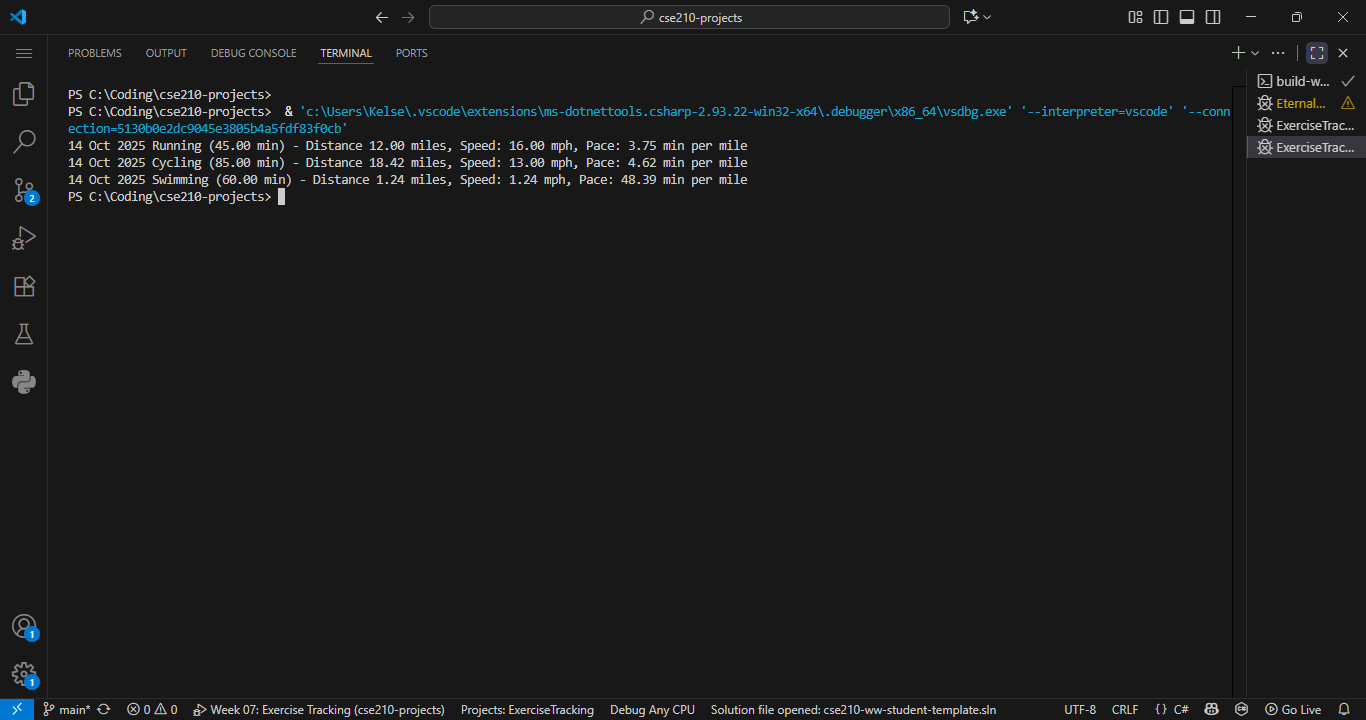 cse210-projects
PROBLEMS OUTPUT DEBUG CONSOLE TERMINAL PORTS
PS C:\Coding\cse210-projects>
PS C:\Coding\cse210-projects>  & 'c:\Users\Kelse\.vscode\extensions\ms-dotnettools.csharp-2.93.22-win32-x64\.debugger\x86_64\vsdbg.exe' '--interpreter=vscode' '--conn
ection=5130b0e2dc9045e3805b4a5fdf83f0cb'
14 Oct 2025 Running (45.00 min) - Distance 12.00 miles, Speed: 16.00 mph, Pace: 3.75 min per mile
14 Oct 2025 Cycling (85.00 min) - Distance 18.42 miles, Speed: 13.00 mph, Pace: 4.62 min per mile
14 Oct 2025 Swimming (60.00 min) - Distance 1.24 miles, Speed: 1.24 mph, Pace: 48.39 min per mile
PS C:\Coding\cse210-projects>
build-w...
Eternal...
ExerciseTrac...
ExerciseTrac...
2
1
1
main* 0 0 Week 07: Exercise Tracking (cse210-projects) Projects: ExerciseTracking Debug Any CPU Solution file opened: cse210-ww-student-template.sln UTF-8 CRLF {} C# Go Live